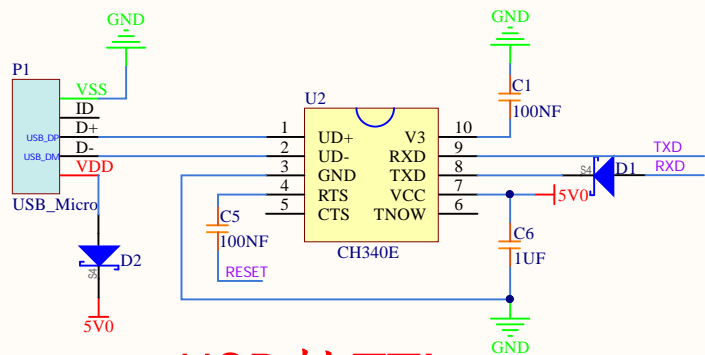 GND
GND
P1
VSS
ID
D+
D-
VDD
USB_DP
USB_DM
USB_Micro
U2
C1
100NF
1 UD+ V3 10
2 UD- RXD 9
3 GND TXD 8
4 RTS VCC 7
5 CTS TNOW 6
CH340E
TXD
RXD
S4
D1
5V0
C5
100NF
RESET
C6
1UF
D2
S4
5V0
GND